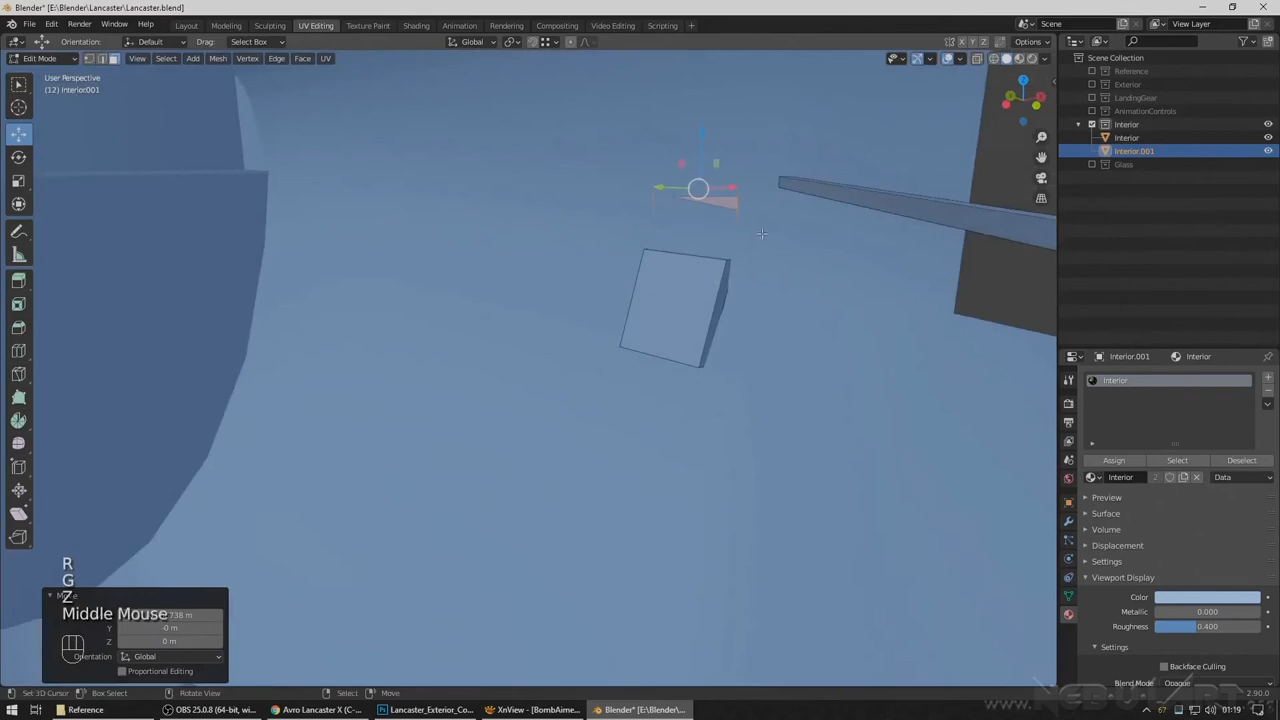 Blender* [E:\Blender\Lancaster\Lancaster.blend]
File Edit Render Window Help Layout Modeling Sculpting UV Editing Texture Paint Shading Animation Rendering Compositing Video Editing Scripting + Scene View Layer
Orientation: Default Drag: Select Box Global X Y Z Options
Edit Mode View Select Add Mesh Vertex Edge Face UV
User Perspective
(12) Interior.001
Scene Collection
Reference
Exterior
LandingGear
AnimationControls
Interior
Interior
Interior.001
Glass
Interior.001 Interior
Interior
Assign Select Deselect
Interior 2 Data
Preview
Surface
Volume
Displacement
Settings
Viewport Display
Color
Metallic 0.000
Roughness 0.400
Settings
Backface Culling
Blend Mode Opaque
R
G
Z
Middle Mouse
738 m
Y -0 m
Z 0 m
Orientation Global
Proportional Editing
Set 3D Cursor Box Select Rotate View Select Move 2.90.0
www.
Reference OBS 25.0.8 (64-bit, wi... Avro Lancaster X (C-... Lancaster_Exterior_Co... XnView - [BombAime... Blender* [E:\Blender\... 67 01:19